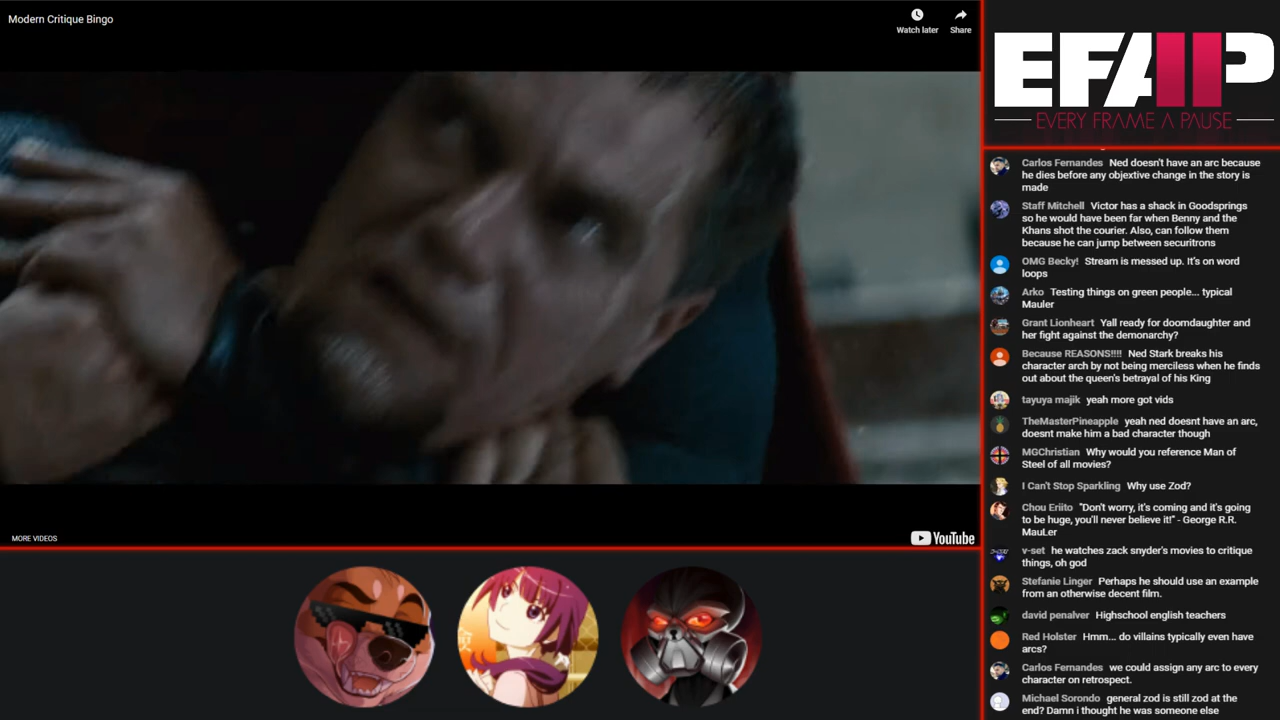 Modern Critique Bingo
Watch later
Share
MORE VIDEOS
YouTube
EFAP
EVERY FRAME A PAUSE
Carlos Fernandes Ned doesn't have an arc because
he dies before any objextive change in the story is
made
Staff Mitchell Victor has a shack in Goodsprings
so he would have been far when Benny and the
Khans shot the courier. Also, can follow them
because he can jump between securitrons
OMG Becky! Stream is messed up. It's on word
loops
Arko Testing things on green people... typical
Mauler
Grant Lionheart Yall ready for doomdaughter and
her fight against the demonarchy?
Because REASONS!!!! Ned Stark breaks his
character arch by not being merciless when he finds
out about the queen's betrayal of his King
tayuya majik yeah more got vids
TheMasterPineapple yeah ned doesnt have an arc,
doesnt make him a bad character though
MGChristian Why would you reference Man of
Steel of all movies?
I Can't Stop Sparkling Why use Zod?
Chou Eriito "Don't worry, it's coming and it's going
to be huge, you'll never believe it!" - George R.R.
MauLer
v-set he watches zack snyder's movies to critique
things, oh god
Stefanie Linger Perhaps he should use an example
from an otherwise decent film.
david penalver Highschool english teachers
Red Holster Hmm... do villains typically even have
arcs?
Carlos Fernandes we could assign any arc to every
character on retrospect.
Michael Sorondo general zod is still zod at the
end? Damn i thought he was someone else